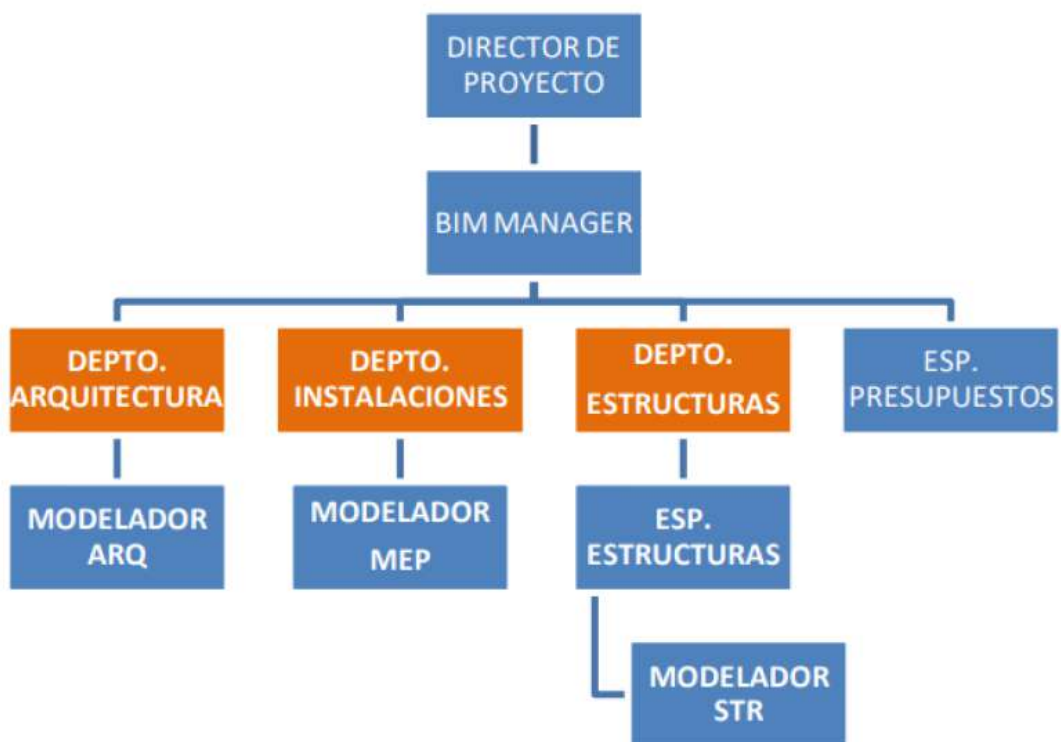 DIRECTOR DE
PROYECTO
BIM MANAGER
DEPTO.
ARQUITECTURA
DEPTO.
INSTALACIONES
DEPTO.
ESTRUCTURAS
ESP.
PRESUPUESTOS
MODELADOR
ARQ
MODELADOR
MEP
ESP.
ESTRUCTURAS
MODELADOR
STR